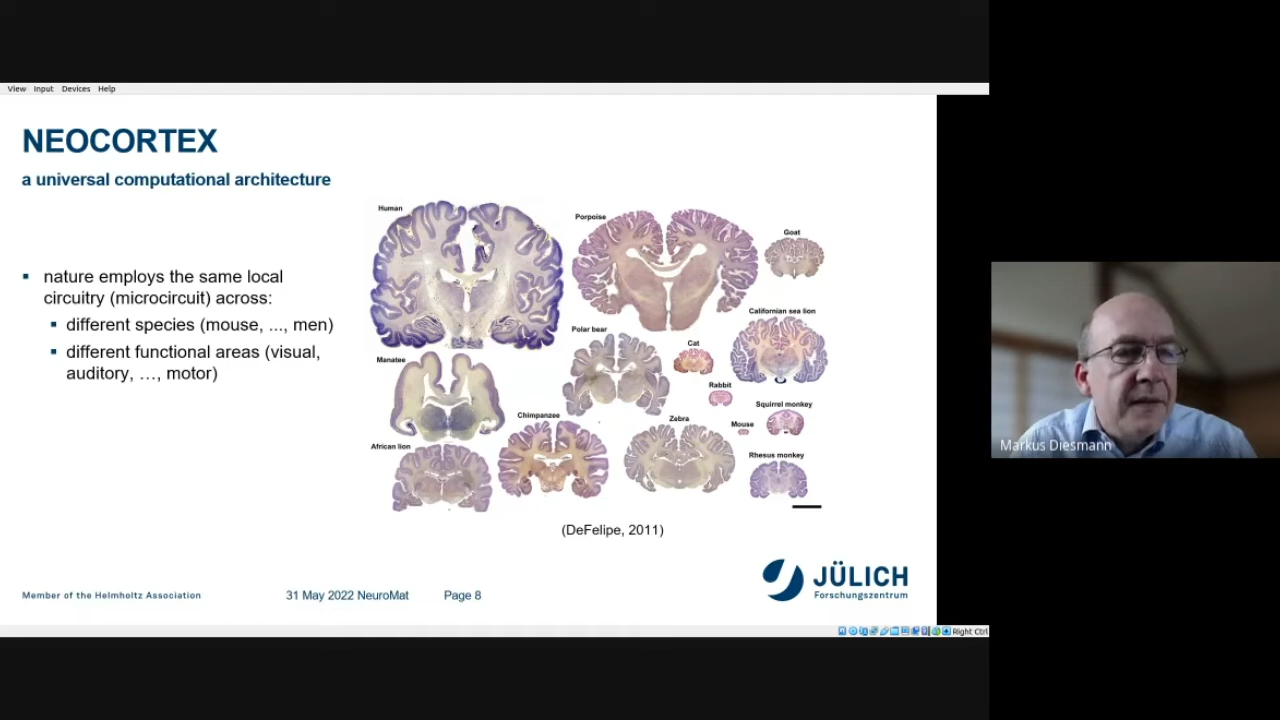 View Input Devices Help
NEOCORTEX
a universal computational architecture
nature employs the same local
circuitry (microcircuit) across:
different species (mouse, ..., men)
different functional areas (visual,
auditory, ..., motor)
Human
Porpoise
Goat
Californian sea lion
Polar bear
Cat
Manatee
Rabbit
Squirrel monkey
Chimpanzee
Zebra
Mouse
African lion
Rhesus monkey
(DeFelipe, 2011)
JÜLICH
Forschungszentrum
Member of the Helmholtz Association
31 May 2022 NeuroMat
Page 8
Right Ctrl
Markus Diesmann